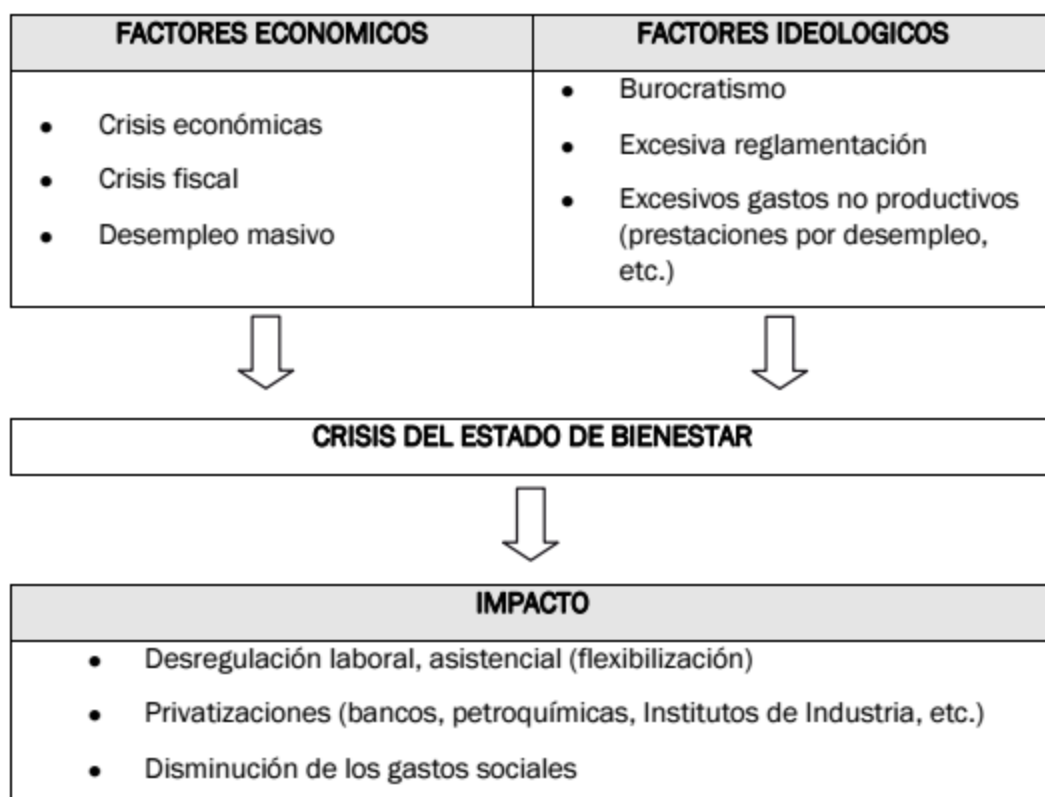 FACTORES ECONOMICOS
● Crisis económicas
● Crisis fiscal
● Desempleo masivo
FACTORES IDEOLOGICOS
● Burocratismo
● Excesiva reglamentación
● Excesivos gastos no productivos
(prestaciones por desempleo,
etc.)
CRISIS DEL ESTADO DE BIENESTAR
IMPACTO
● Desregulación laboral, asistencial (flexibilización)
● Privatizaciones (bancos, petroquímicas, Institutos de Industria, etc.)
● Disminución de los gastos sociales